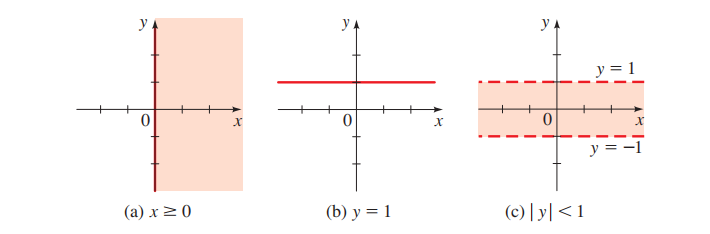 y
0
x
(a) x ≥ 0
y
0
x
(b) y = 1
y
y = 1
0
x
y = −1
(c) | y| < 1